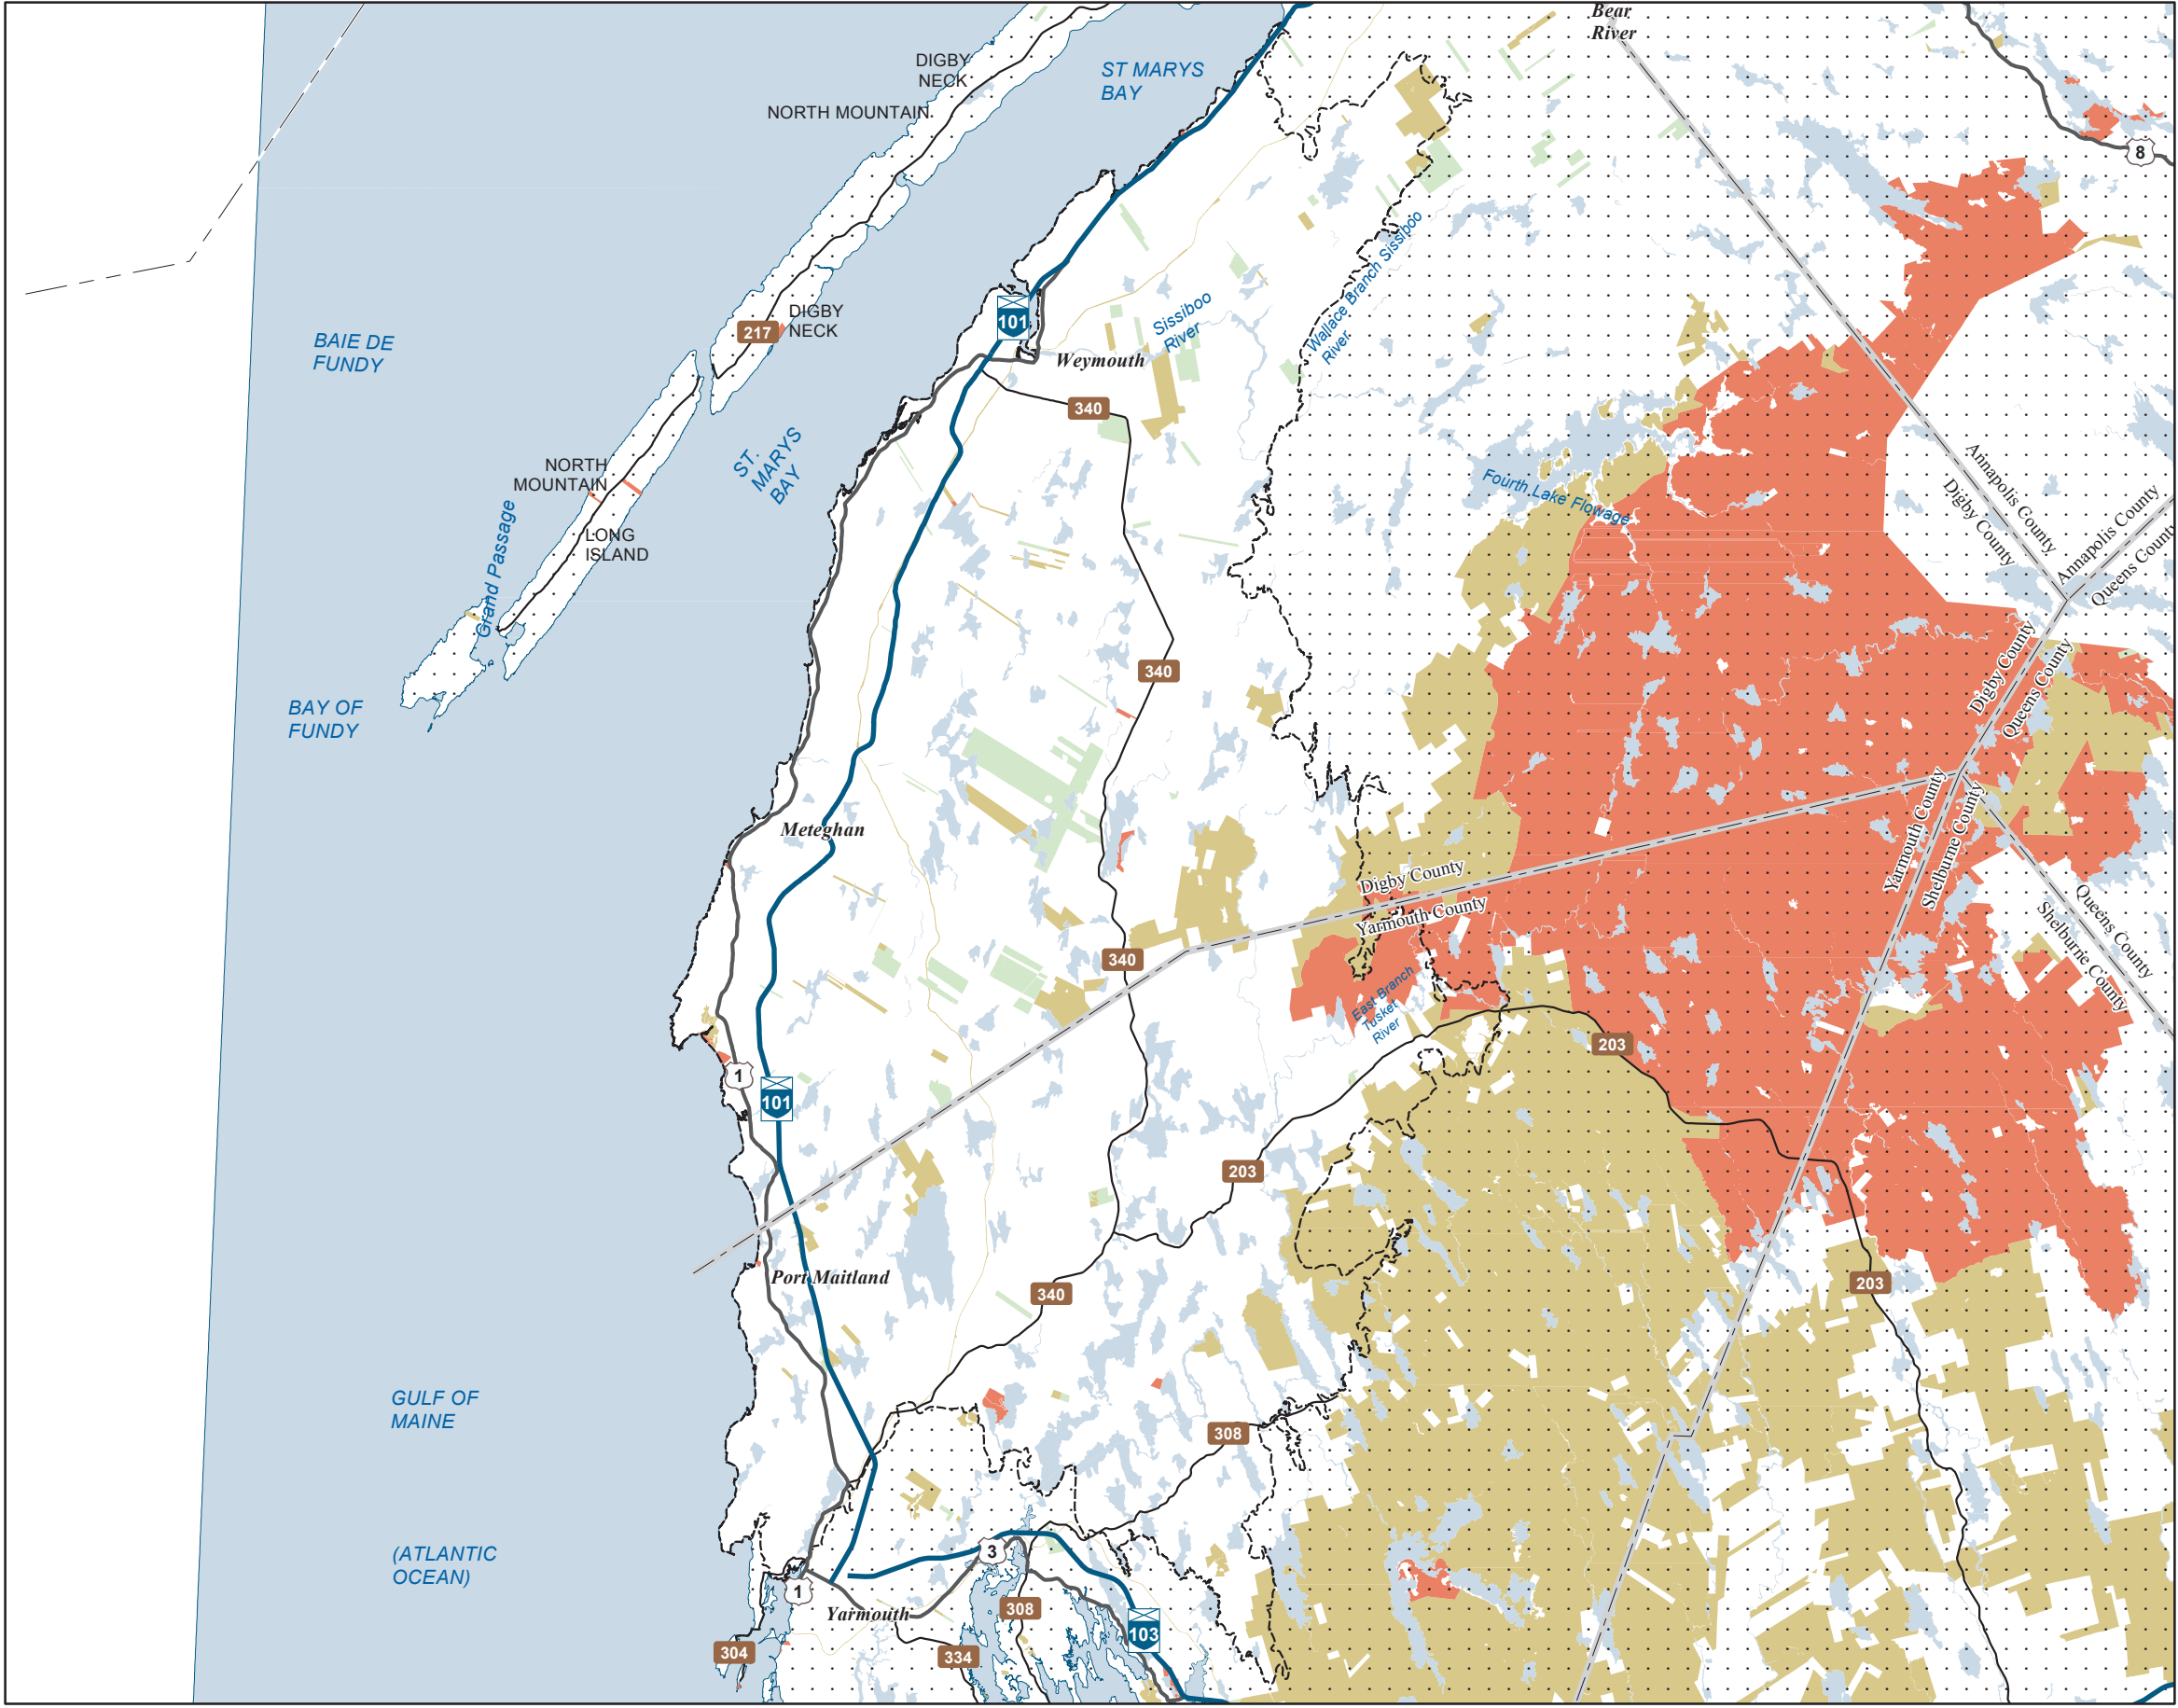 Bear
River
DIGBY
NECK
ST MARYS
BAY
NORTH MOUNTAIN
8
Wallace Branch Sissiboo
River
Sissiboo
River
DIGBY
NECK
217
101
BAIE DE
FUNDY
Weymouth
340
ST.
MARYS
BAY
NORTH
MOUNTAIN
Fourth Lake Flowage
Annapolis County
Digby County
Annapolis County
Queens County
Grand Passage
LONG
ISLAND
340
Digby County
Queens County
BAY OF
FUNDY
Meteghan
Yarmouth County
Shelburne County
Digby County
Yarmouth County
Queens County
Shelburne County
340
East Branch
Tusket
River
203
1
101
203
Port Maitland
340
203
GULF OF
MAINE
308
(ATLANTIC
OCEAN)
3
1
Yarmouth
308
103
304
334